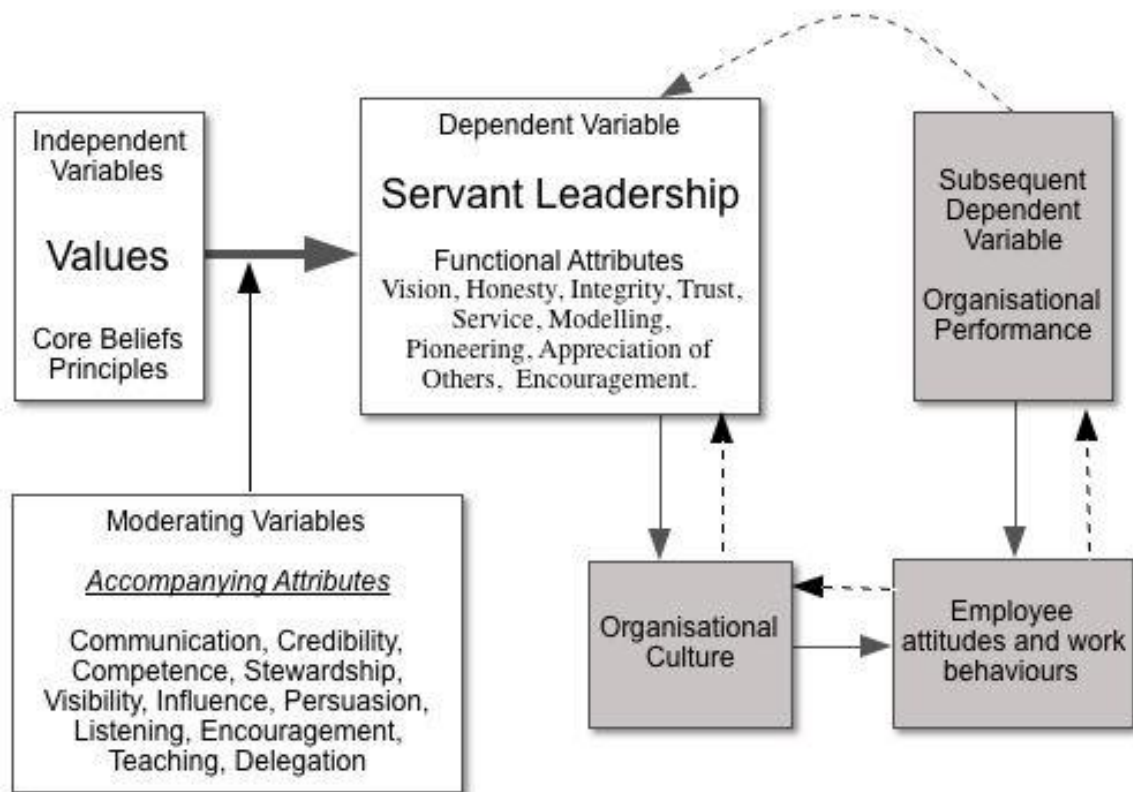 Independent
Variables
Values
Core Beliefs
Principles
Dependent Variable
Servant Leadership
Functional Attributes
Vision, Honesty, Integrity, Trust,
Service, Modelling,
Pioneering, Appreciation of
Others, Encouragement.
Subsequent
Dependent
Variable
Organisational
Performance
Moderating Variables
Accompanying Attributes
Communication, Credibility,
Competence, Stewardship,
Visibility, Influence, Persuasion,
Listening, Encouragement,
Teaching, Delegation
Organisational
Culture
Employee
attitudes and work
behaviours